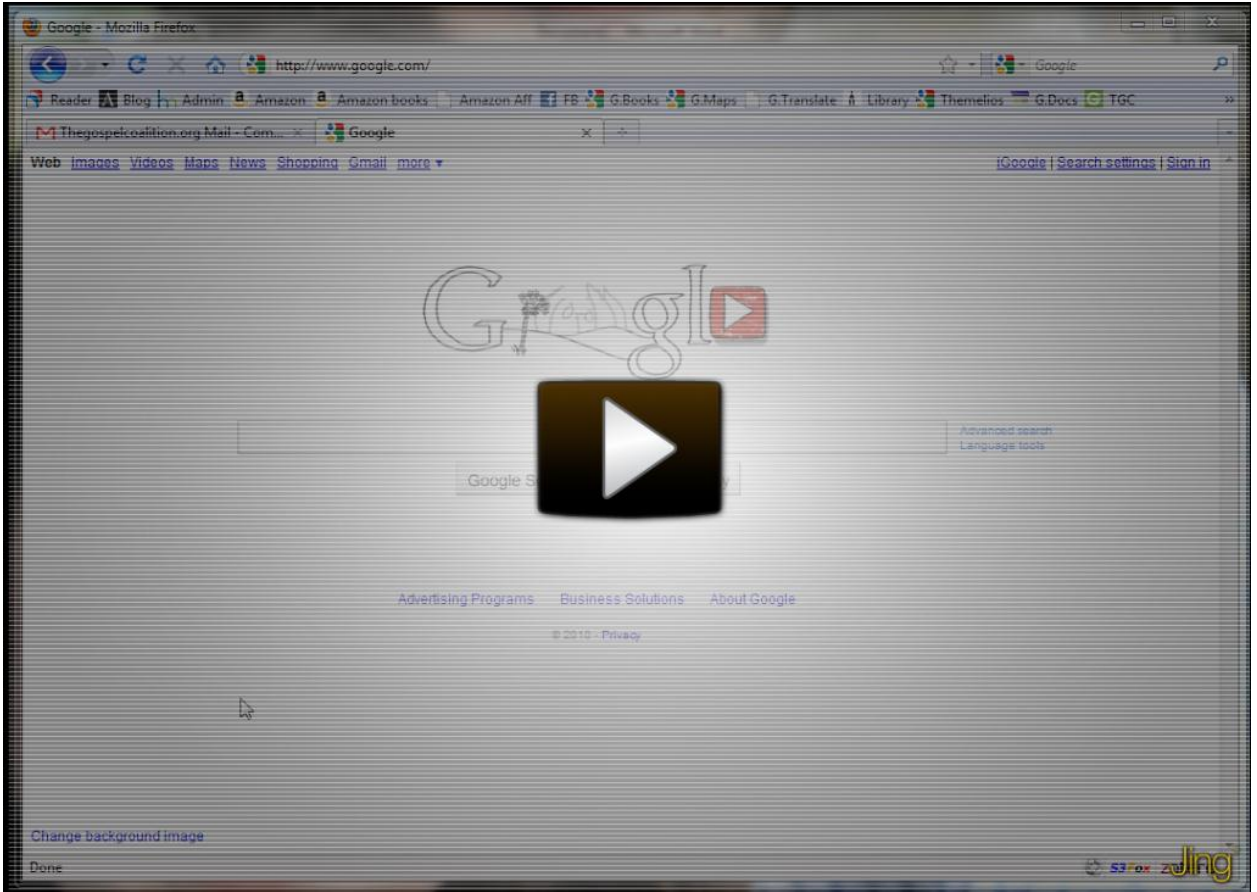 Google - Mozilla Firefox
http://www.google.com/ Google
Reader Blog Admin Amazon Amazon books Amazon Aff FB G.Books G.Maps G.Translate Library Themelios G.Docs TGC »
Thegospelcoalition.org Mail - Com... Google
Web Images Videos Maps News Shopping Gmail more iGoogle | Search settings | Sign in
Advanced search
Language tools
Google S
Advertising Programs Business Solutions About Google
© 2010 - Privacy
Change background image
Done S3Fox
Jing